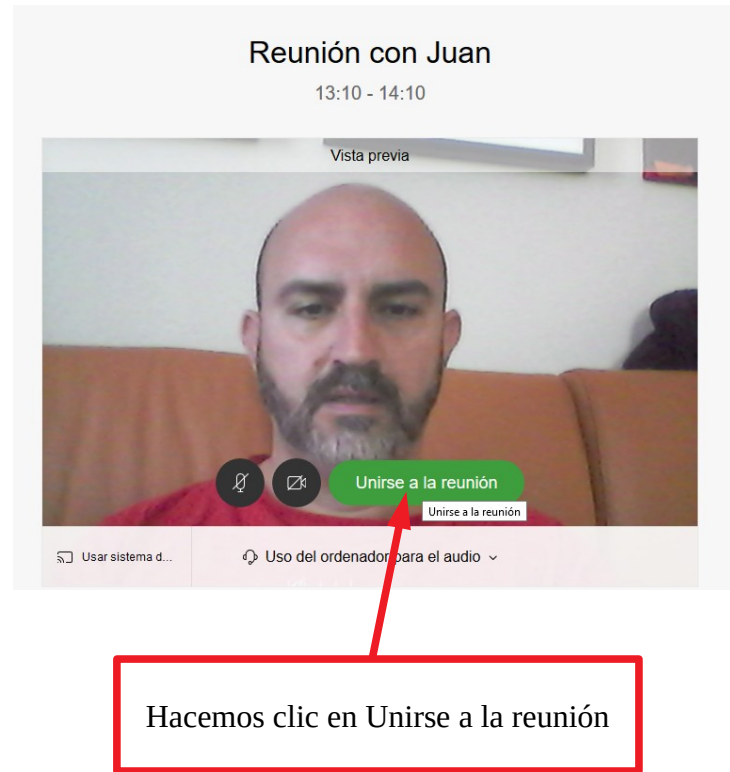 Reunión con Juan
13:10 - 14:10
Vista previa
Unirse a la reunión
Unirse a la reunión
Usar sistema d...
Uso del ordenador para el audio
Hacemos clic en Unirse a la reunión